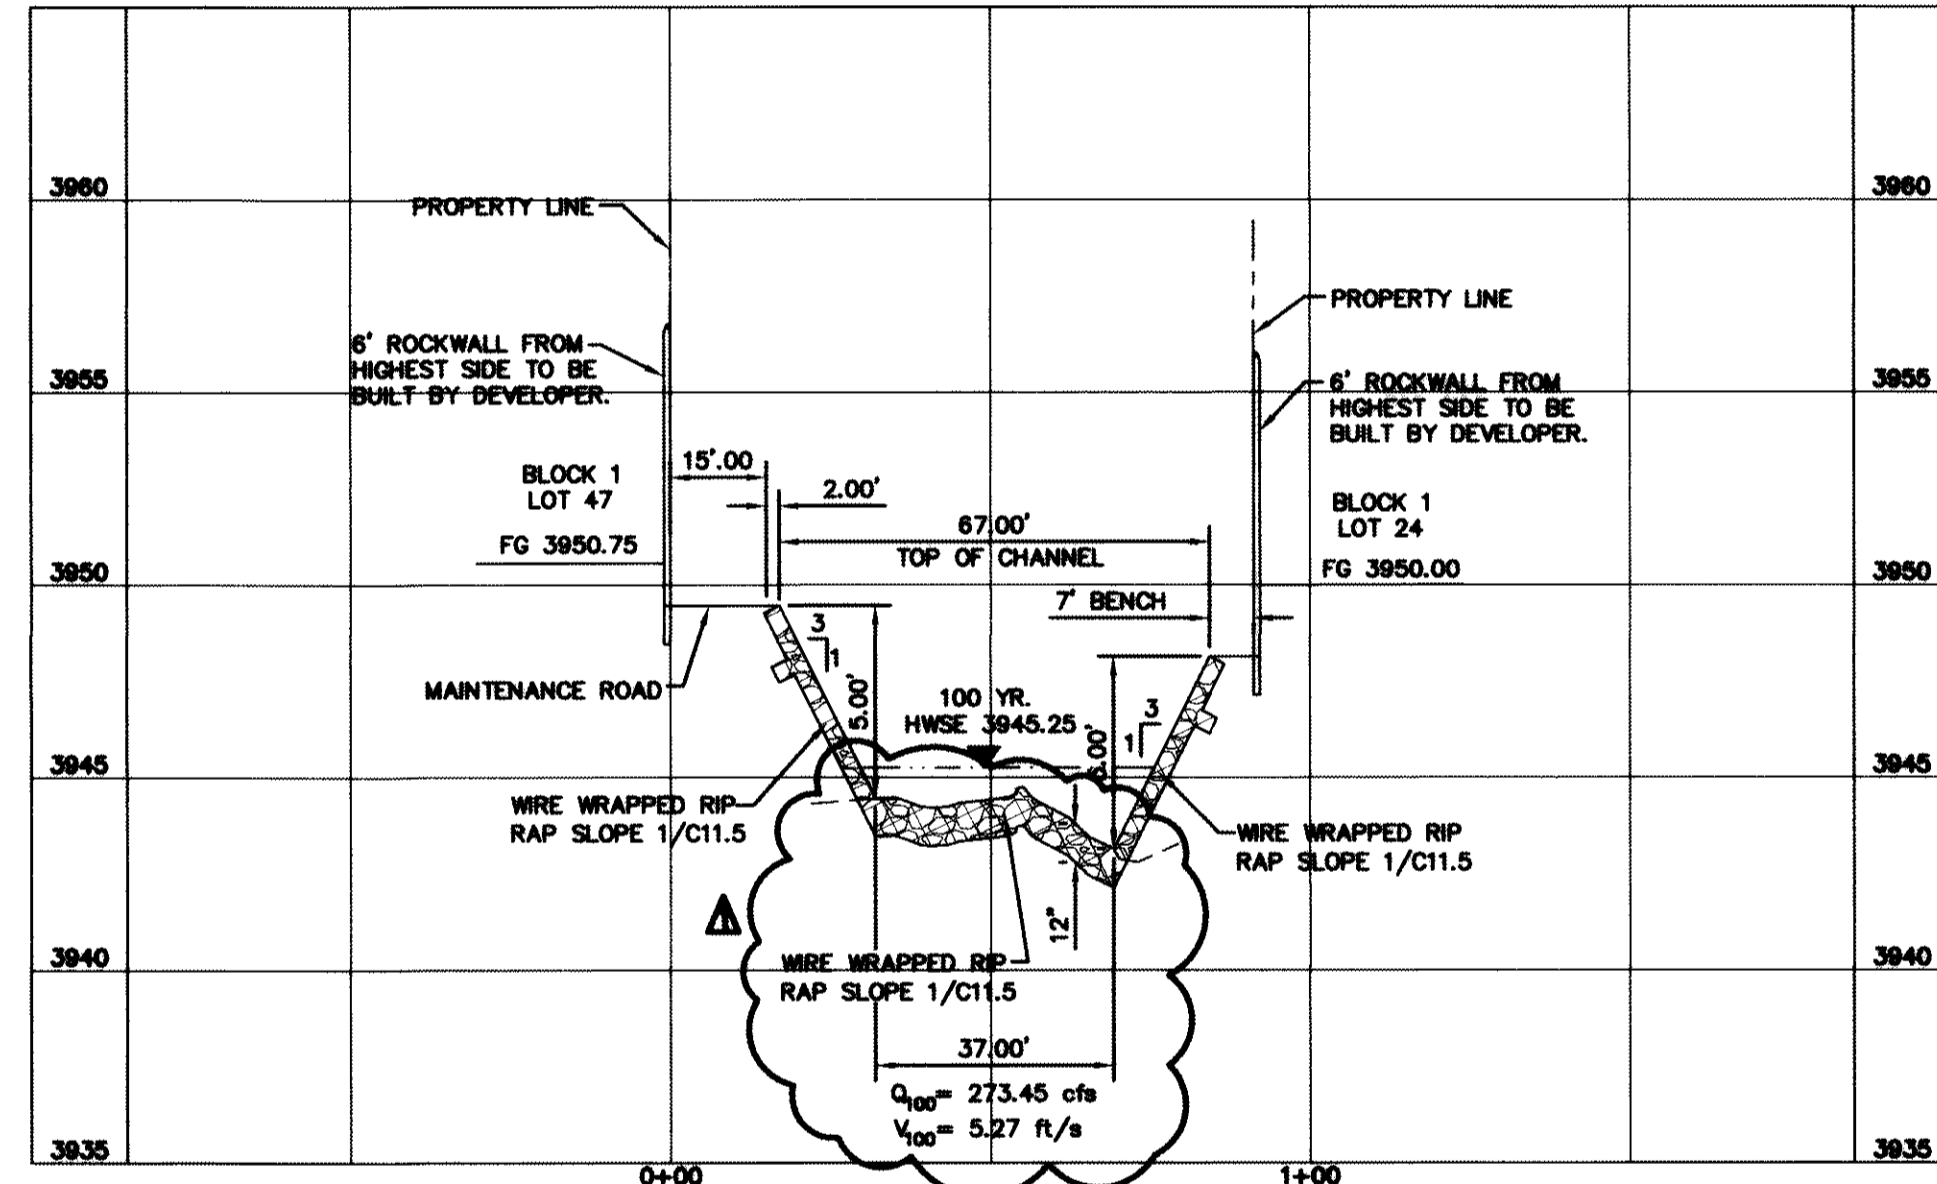 3960
3960
PROPERTY LINE
PROPERTY LINE
6' ROCKWALL FROM
HIGHEST SIDE TO BE
BUILT BY DEVELOPER.
3955
3955
6' ROCKWALL FROM
HIGHEST SIDE TO BE
BUILT BY DEVELOPER.
15'.00
BLOCK 1
LOT 47
2.00'
BLOCK 1
LOT 24
67.00'
TOP OF CHANNEL
FG 3950.75
FG 3950.00
3950
3950
7' BENCH
3
1
MAINTENANCE ROAD
5.00'
100 YR.
HWSE 3945.25
3
1
3945
3945
WIRE WRAPPED RIP
RAP SLOPE 1/C11.5
WIRE WRAPPED RIP
RAP SLOPE 1/C11.5
12"
3940
3940
WIRE WRAPPED RIP
RAP SLOPE 1/C11.5
37.00'
Q100= 273.45 cfs
V100= 5.27 ft/s
3935
3935
0+00
1+00